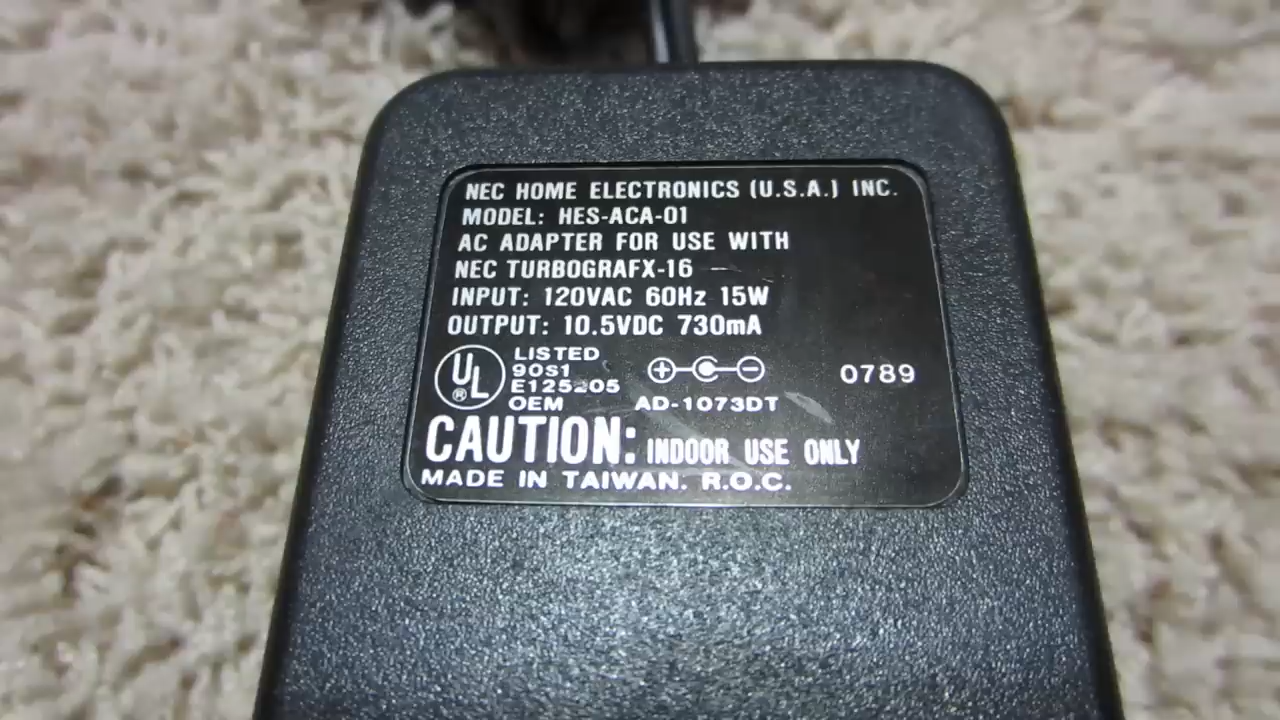 NEC HOME ELECTRONICS (U.S.A.) INC.
MODEL: HES-ACA-01
AC ADAPTER FOR USE WITH
NEC TURBOGRAFX-16
INPUT: 120VAC 60Hz 15W
OUTPUT: 10.5VDC 730mA
UL ® LISTED
90S1
E125205
OEM AD-1073DT
0789
CAUTION: INDOOR USE ONLY
MADE IN TAIWAN. R.O.C.